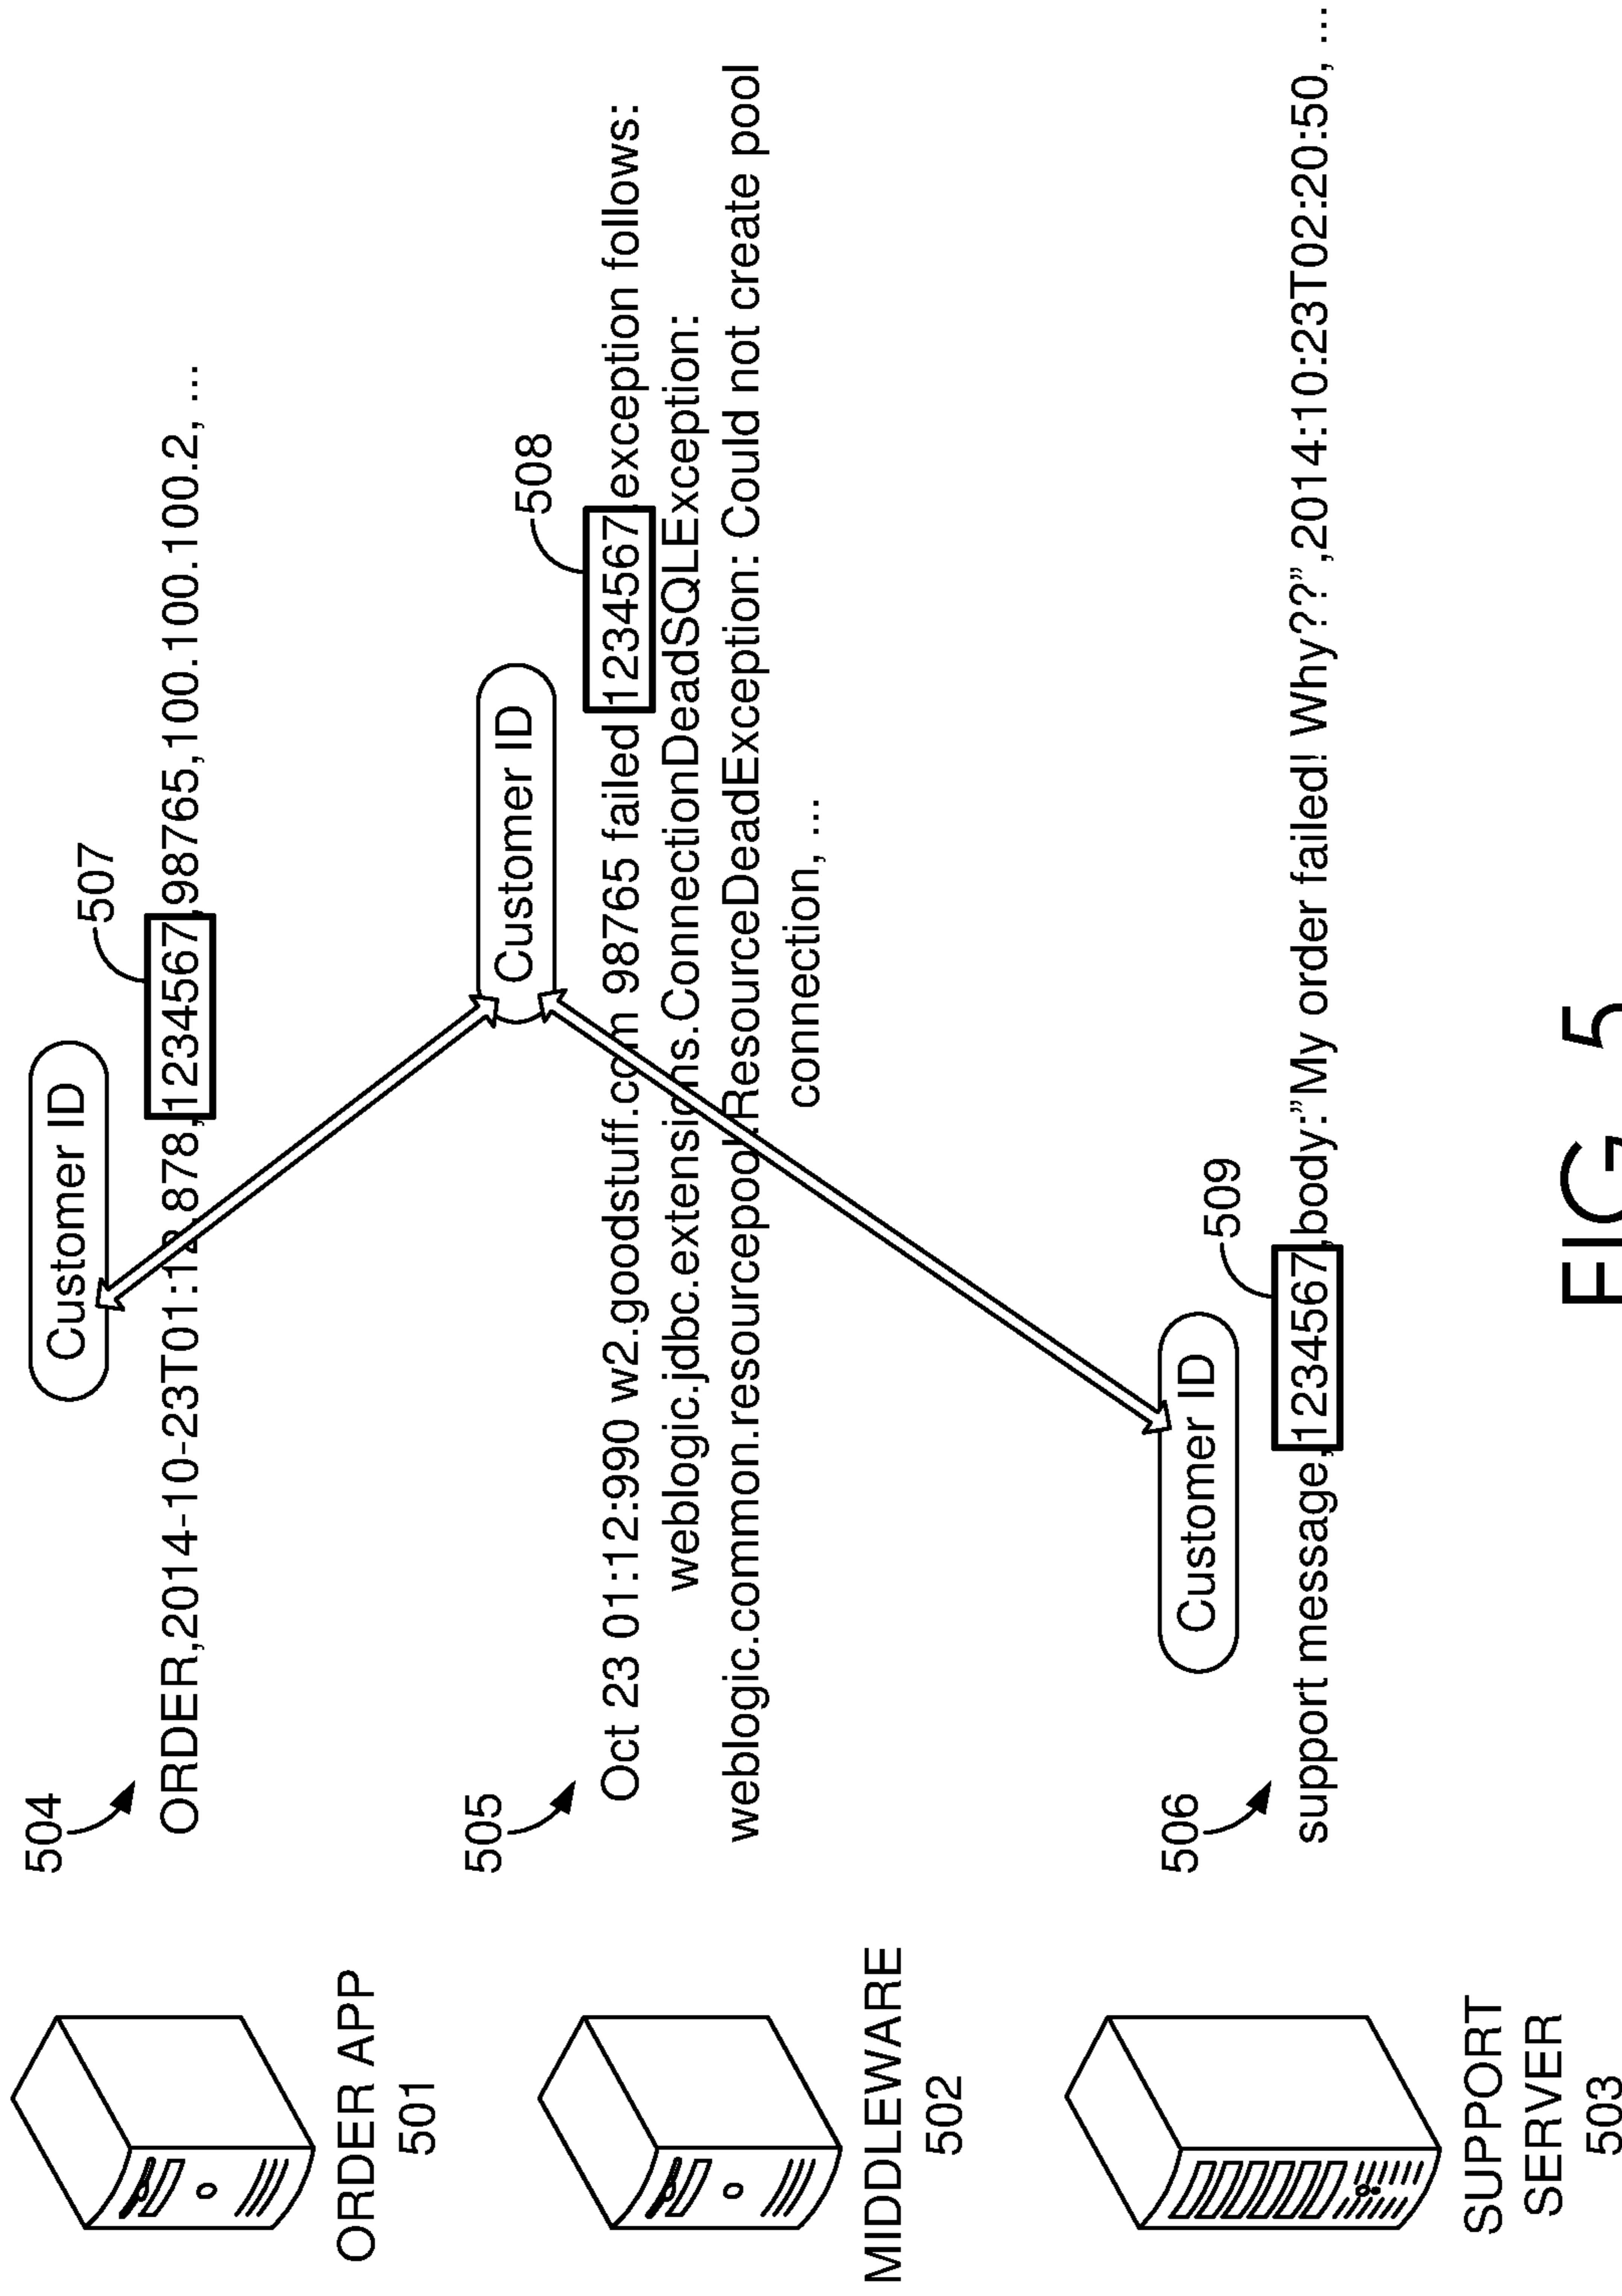 504
Customer ID
507
ORDER,2014-10-23T01:12.878,1234567,98765,100.100.100.2, ...
ORDER APP
501
505
Customer ID
508
Oct 23 01:12:990 w2.goodstuff.com 98765 failed 1234567 exception follows:
weblogic.jdbc.extensions.ConnectionDeadSQLException:
weblogic.common.resourcepool.ResourceDeadException: Could not create pool
connection, ...
MIDDLEWARE
502
506
Customer ID
509
support message,1234567,body:”My order failed! Why???”,2014:10:23T02:20:50, ...
SUPPORT
SERVER
503
FIG. 5